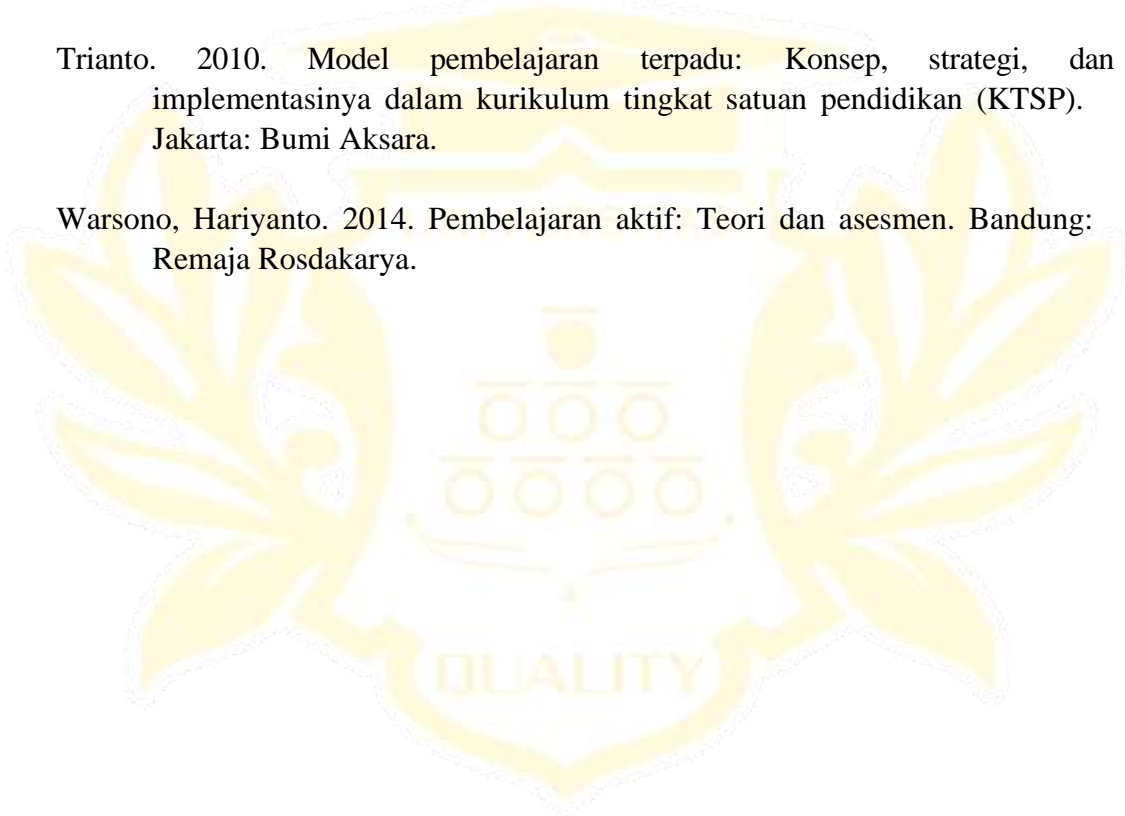 Trianto. 2010. Model pembelajaran terpadu: Konsep, strategi, dan
implementasinya dalam kurikulum tingkat satuan pendidikan (KTSP).
Jakarta: Bumi Aksara.
Warsono, Hariyanto. 2014. Pembelajaran aktif: Teori dan asesmen. Bandung:
Remaja Rosdakarya.
QUALITY